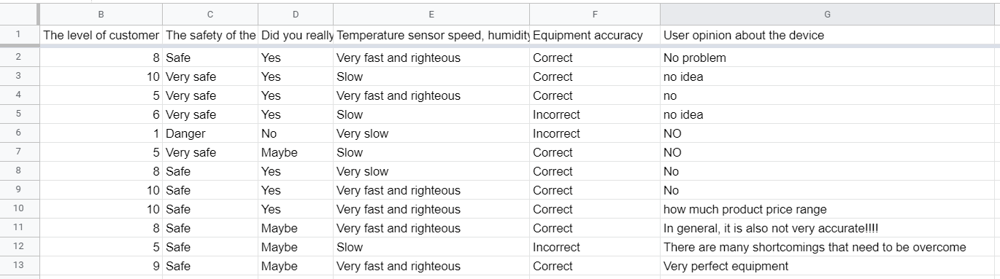 B C D E F G
1 The level of customer The safety of the Did you really Temperature sensor speed, humidity Equipment accuracy User opinion about the device
2 8 Safe Yes Very fast and righteous Correct No problem
3 10 Very safe Yes Slow Correct no idea
4 5 Very safe Yes Very fast and righteous Correct no
5 6 Very safe Yes Slow Incorrect no idea
6 1 Danger No Very slow Incorrect NO
7 5 Very safe Maybe Slow Correct NO
8 8 Safe Yes Very slow Correct No
9 10 Safe Yes Very fast and righteous Correct No
10 10 Safe Yes Very fast and righteous Correct how much product price range
11 8 Safe Maybe Very fast and righteous Correct In general, it is also not very accurate!!!!
12 5 Safe Maybe Slow Incorrect There are many shortcomings that need to be overcome
13 9 Safe Maybe Very fast and righteous Correct Very perfect equipment